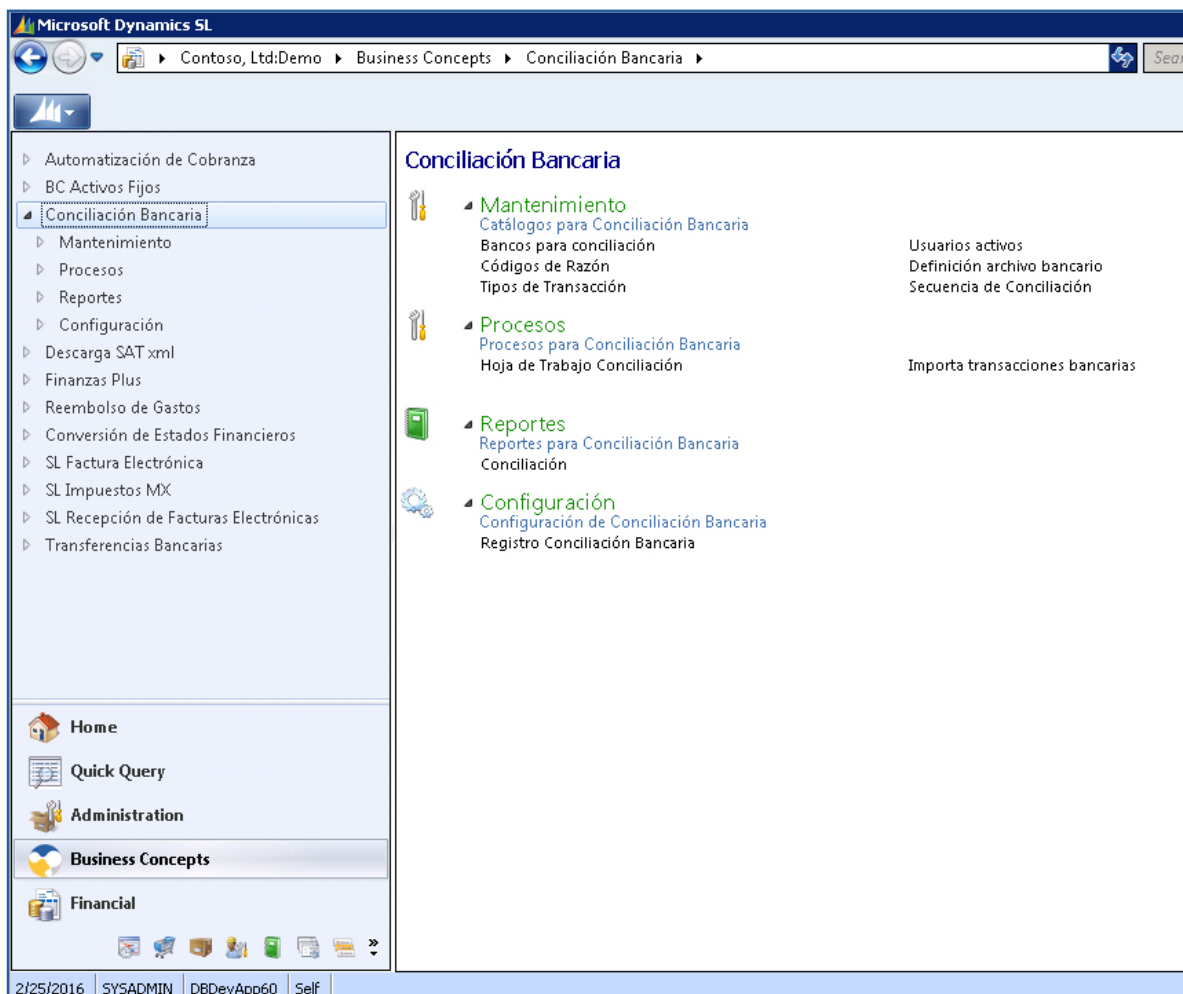 Microsoft Dynamics SL
Contoso, Ltd:Demo Business Concepts Conciliación Bancaria
Automatización de Cobranza
BC Activos Fijos
Conciliación Bancaria
Mantenimiento
Procesos
Reportes
Configuración
Descarga SAT xml
Finanzas Plus
Reembolso de Gastos
Conversión de Estados Financieros
SL Factura Electrónica
SL Impuestos MX
SL Recepción de Facturas Electrónicas
Transferencias Bancarias
Home
Quick Query
Administration
Business Concepts
Financial
Conciliación Bancaria
Mantenimiento
Catálogos para Conciliación Bancaria
Bancos para conciliación Usuarios activos
Códigos de Razón Definición archivo bancario
Tipos de Transacción Secuencia de Conciliación
Procesos
Procesos para Conciliación Bancaria
Hoja de Trabajo Conciliación Importa transacciones bancarias
Reportes
Reportes para Conciliación Bancaria
Conciliación
Configuración
Configuración de Conciliación Bancaria
Registro Conciliación Bancaria
2/25/2016 SYSADMIN DBDevApp60 Self